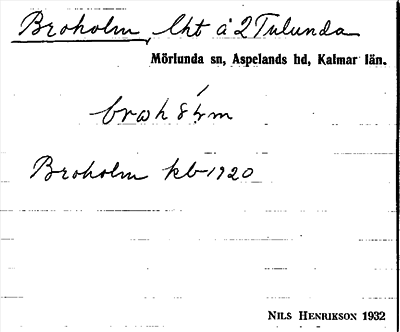 Broholm, lht å 2 Tulunda
Mörlunda sn, Aspelands hd, Kalmar län.
Broholm kb 1920
NILS HENRIKSON 1932